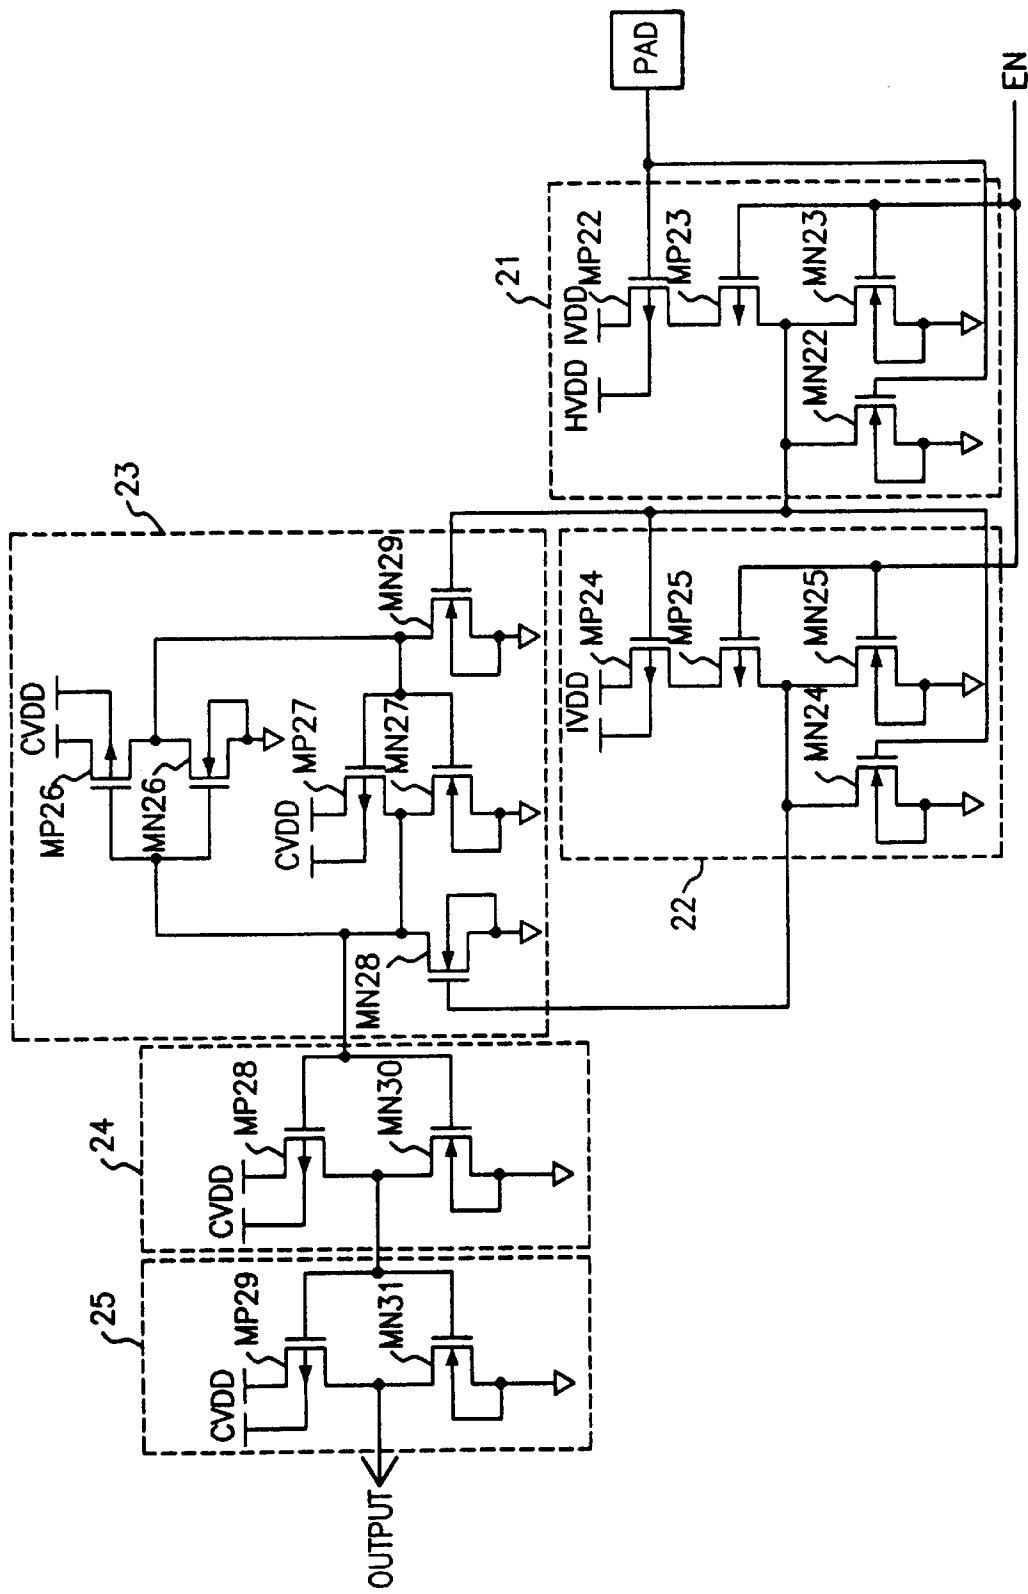 PAD
EN
21
HVDD
IVDD
MP22
MP23
MN22
MN23
22
IVDD
MP24
MP25
MN24
MN25
23
CVDD
MP26
MN26
CVDD
MP27
MN27
MN29
MN28
24
CVDD
MP28
MN30
25
CVDD
MP29
MN31
OUTPUT